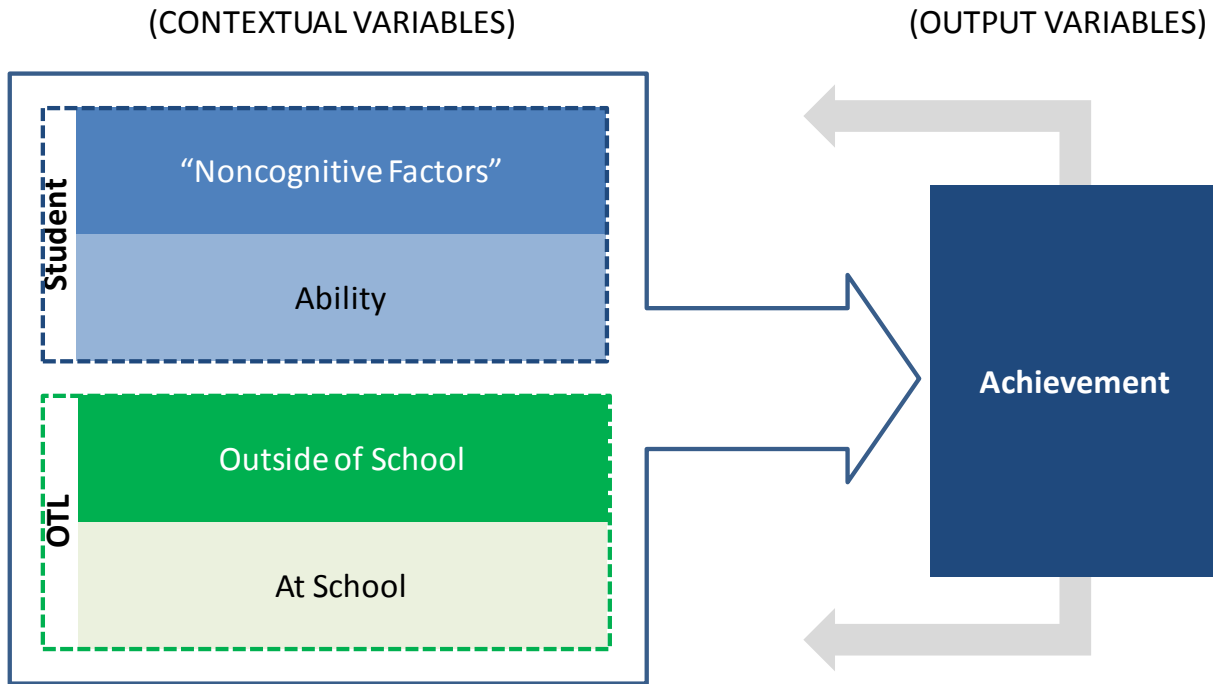 (CONTEXTUAL VARIABLES)
(OUTPUT VARIABLES)
Student
“Noncognitive Factors”
Ability
OTL
Outside of School
At School
Achievement